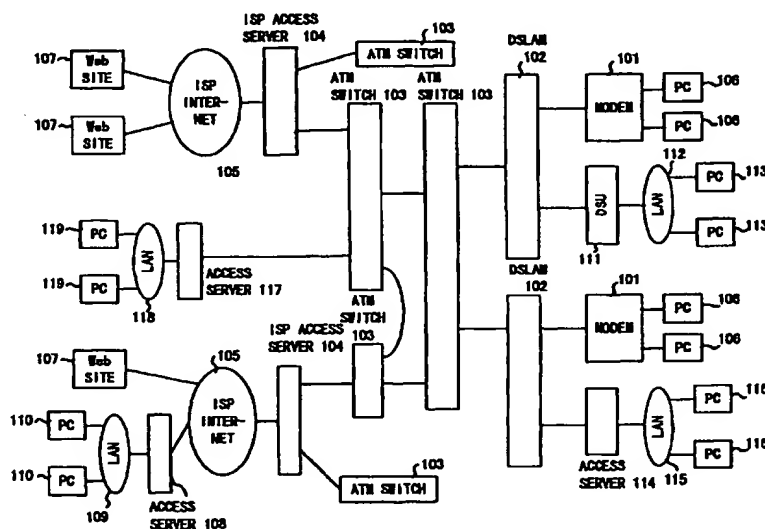 ISP ACCESS
SERVER 104
103
ATM SWITCH
107
Web
SITE
107
Web
SITE
ISP
INTER-
NET
105
ATM
SWITCH 103
ATM
SWITCH 103
DSLAM
102
101
MODEM
PC
106
PC
106
112
DSU
111
LAN
PC
113
PC
113
119
PC
119
PC
LAN
118
ACCESS
SERVER 117
ATM
SWITCH
103
DSLAM
102
101
MODEM
PC
106
PC
106
ISP ACCESS
SERVER 104
105
107
Web
SITE
ISP
INTER-
NET
110
PC
110
PC
LAN
109
ACCESS
SERVER 108
103
ATM SWITCH
ACCESS
SERVER 114
LAN
115
PC
116
PC
116